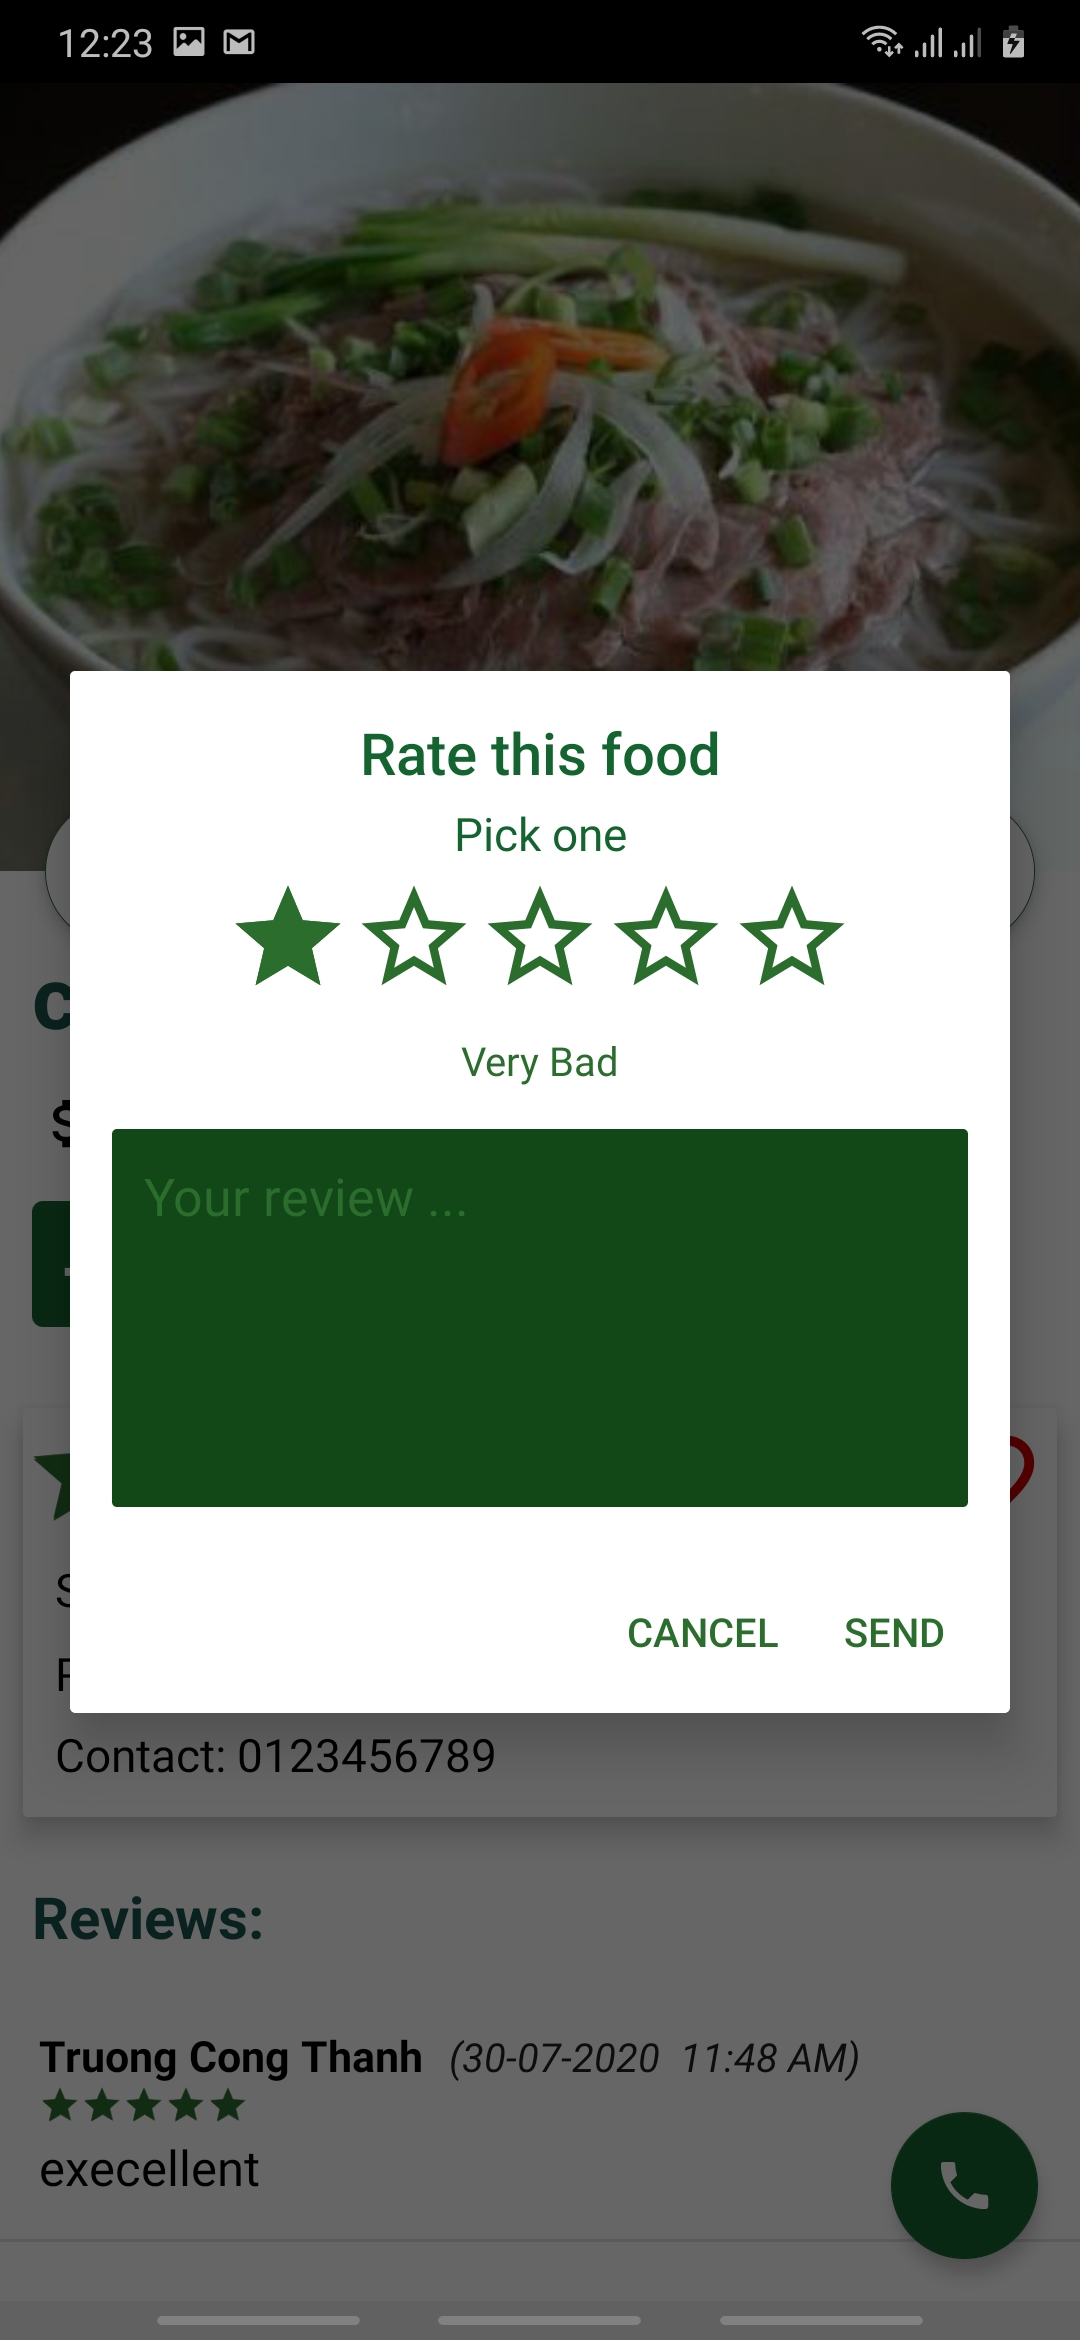 12:23
Rate this food
Pick one
Very Bad
Your review ...
CANCEL SEND
Contact: 0123456789
Reviews:
Truong Cong Thanh (30-07-2020 11:48 AM)
execellent